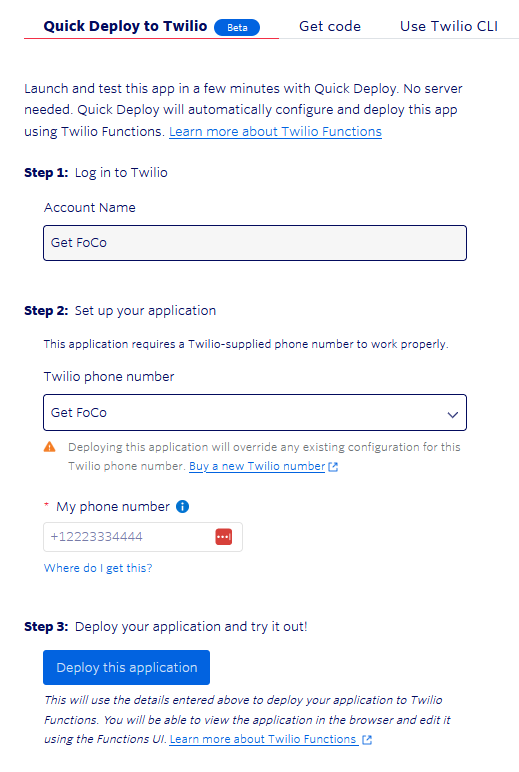 Quick Deploy to Twilio Beta Get code Use Twilio CLI
Launch and test this app in a few minutes with Quick Deploy. No server
needed. Quick Deploy will automatically configure and deploy this app
using Twilio Functions. Learn more about Twilio Functions
Step 1: Log in to Twilio
Account Name
Get FoCo
Step 2: Set up your application
This application requires a Twilio-supplied phone number to work properly.
Twilio phone number
Get FoCo
Deploying this application will override any existing configuration for this
Twilio phone number. Buy a new Twilio number
* My phone number
+12223334444
Where do I get this?
Step 3: Deploy your application and try it out!
Deploy this application
This will use the details entered above to deploy your application to Twilio
Functions. You will be able to view the application in the browser and edit it
using the Functions UI. Learn more about Twilio Functions